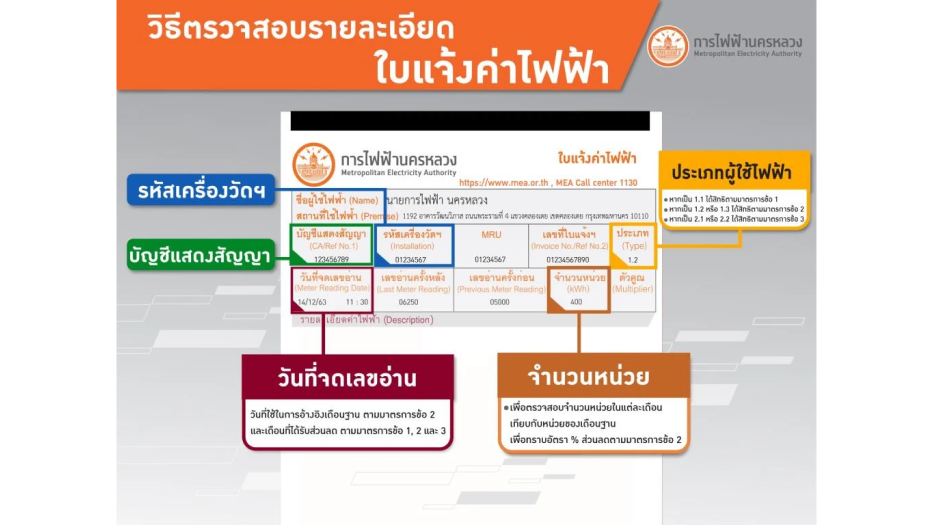 วิธีตรวจสอบรายละเอียด
ใบแจ้งค่าไฟฟ้า
การไฟฟ้านครหลวง
Metropolitan Electricity Authority
การไฟฟ้านครหลวง
Metropolitan Electricity Authority
ใบแจ้งค่าไฟฟ้า
https://www.mea.or.th , MEA Call center 1130
รหัสเครื่องวัดฯ
บัญชีแสดงสัญญา
ประเภทผู้ใช้ไฟฟ้า
• หากเป็น 1.1 ได้สิทธิตามมาตรการข้อ 1
• หากเป็น 1.2 หรือ 1.3 ได้สิทธิตามมาตรการข้อ 2
• หากเป็น 2.1 หรือ 2.2 ได้สิทธิตามมาตรการข้อ 3
ชื่อผู้ใช้ไฟฟ้า (Name) นายการไฟฟ้า นครหลวง
สถานที่ใช้ไฟฟ้า (Premise) 1192 อาคารวัฒนวิภาส ถนนพระรามที่ 4 แขวงคลองเตย เขตคลองเตย กรุงเทพมหานคร 10110
บัญชีแสดงสัญญา รหัสเครื่องวัดฯ MRU เลขที่ใบแจ้งฯ ประเภท
(CA/Ref No.1) (Installation) (Invoice No./Ref No.2) (Type)
123456789 01234567 01234567 01234567890 1.2
วันที่จดเลขอ่าน เลขอ่านครั้งหลัง เลขอ่านครั้งก่อน จำนวนหน่วย ตัวคูณ
(Meter Reading Date) (Last Meter Reading) (Previous Meter Reading) (kWh) (Multiplier)
14/12/63 11 : 30 06250 05000 400
รายละเอียดค่าไฟฟ้า (Description)
วันที่จดเลขอ่าน
วันที่ใช้ในการอ้างอิงเดือนฐาน ตามมาตรการข้อ 2
และเดือนที่ได้รับส่วนลด ตามมาตรการข้อ 1, 2 และ 3
จำนวนหน่วย
• เพื่อตรวจสอบจำนวนหน่วยในแต่ละเดือน
เทียบกับหน่วยของเดือนฐาน
เพื่อทราบอัตรา % ส่วนลดตามมาตรการข้อ 2